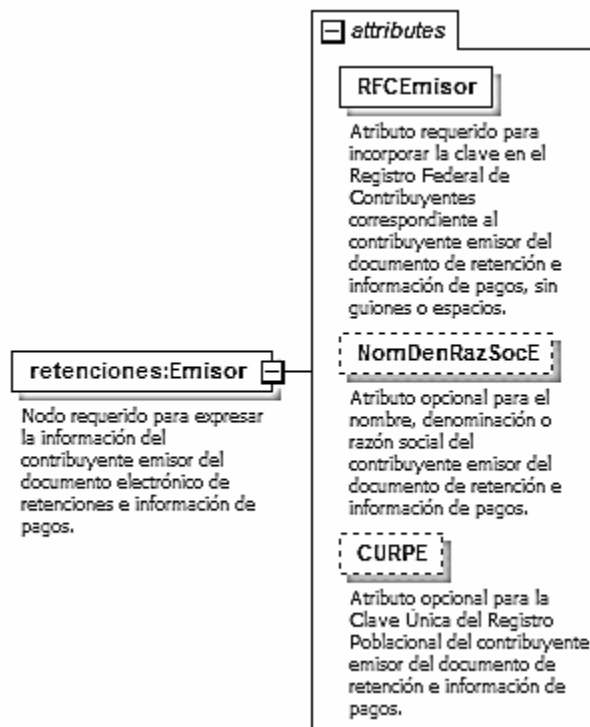 attributes
RFCEmisor
Atributo requerido para
incorporar la clave en el
Registro Federal de
Contribuyentes
correspondiente al
contribuyente emisor del
documento de retención e
información de pagos, sin
guiones o espacios.
retenciones:Emisor
Nodo requerido para expresar
la información del
contribuyente emisor del
documento electrónico de
retenciones e información de
pagos.
NomDenRazSocE
Atributo opcional para el
nombre, denominación o
razón social del
contribuyente emisor del
documento de retención e
información de pagos.
CURPE
Atributo opcional para la
Clave Única del Registro
Poblacional del contribuyente
emisor del documento de
retención e información de
pagos.